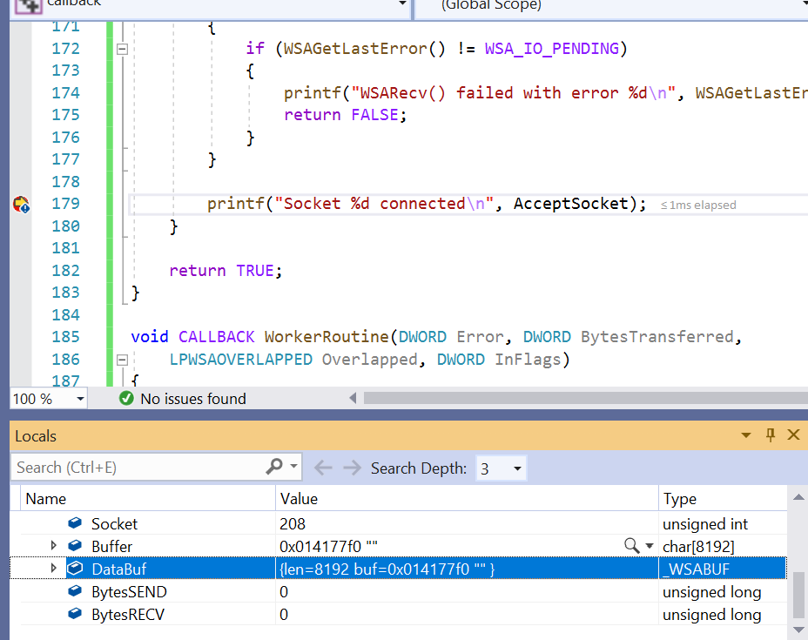 callback
(Global Scope)
171 {
172 if (WSAGetLastError() != WSA_IO_PENDING)
173 {
174 printf("WSARecv() failed with error %d\n", WSAGetLastEr
175 return FALSE;
176 }
177 }
178
179 printf("Socket %d connected\n", AcceptSocket); ≤1ms elapsed
180 }
181
182 return TRUE;
183 }
184
185 void CALLBACK WorkerRoutine(DWORD Error, DWORD BytesTransferred,
186 LPWSAOVERLAPPED Overlapped, DWORD InFlags)
187 {
100 % No issues found
Locals
Search (Ctrl+E) Search Depth: 3
Name Value Type
Socket 208 unsigned int
Buffer 0x014177f0 "" char[8192]
DataBuf {len=8192 buf=0x014177f0 "" } _WSABUF
BytesSEND 0 unsigned long
BytesRECV 0 unsigned long